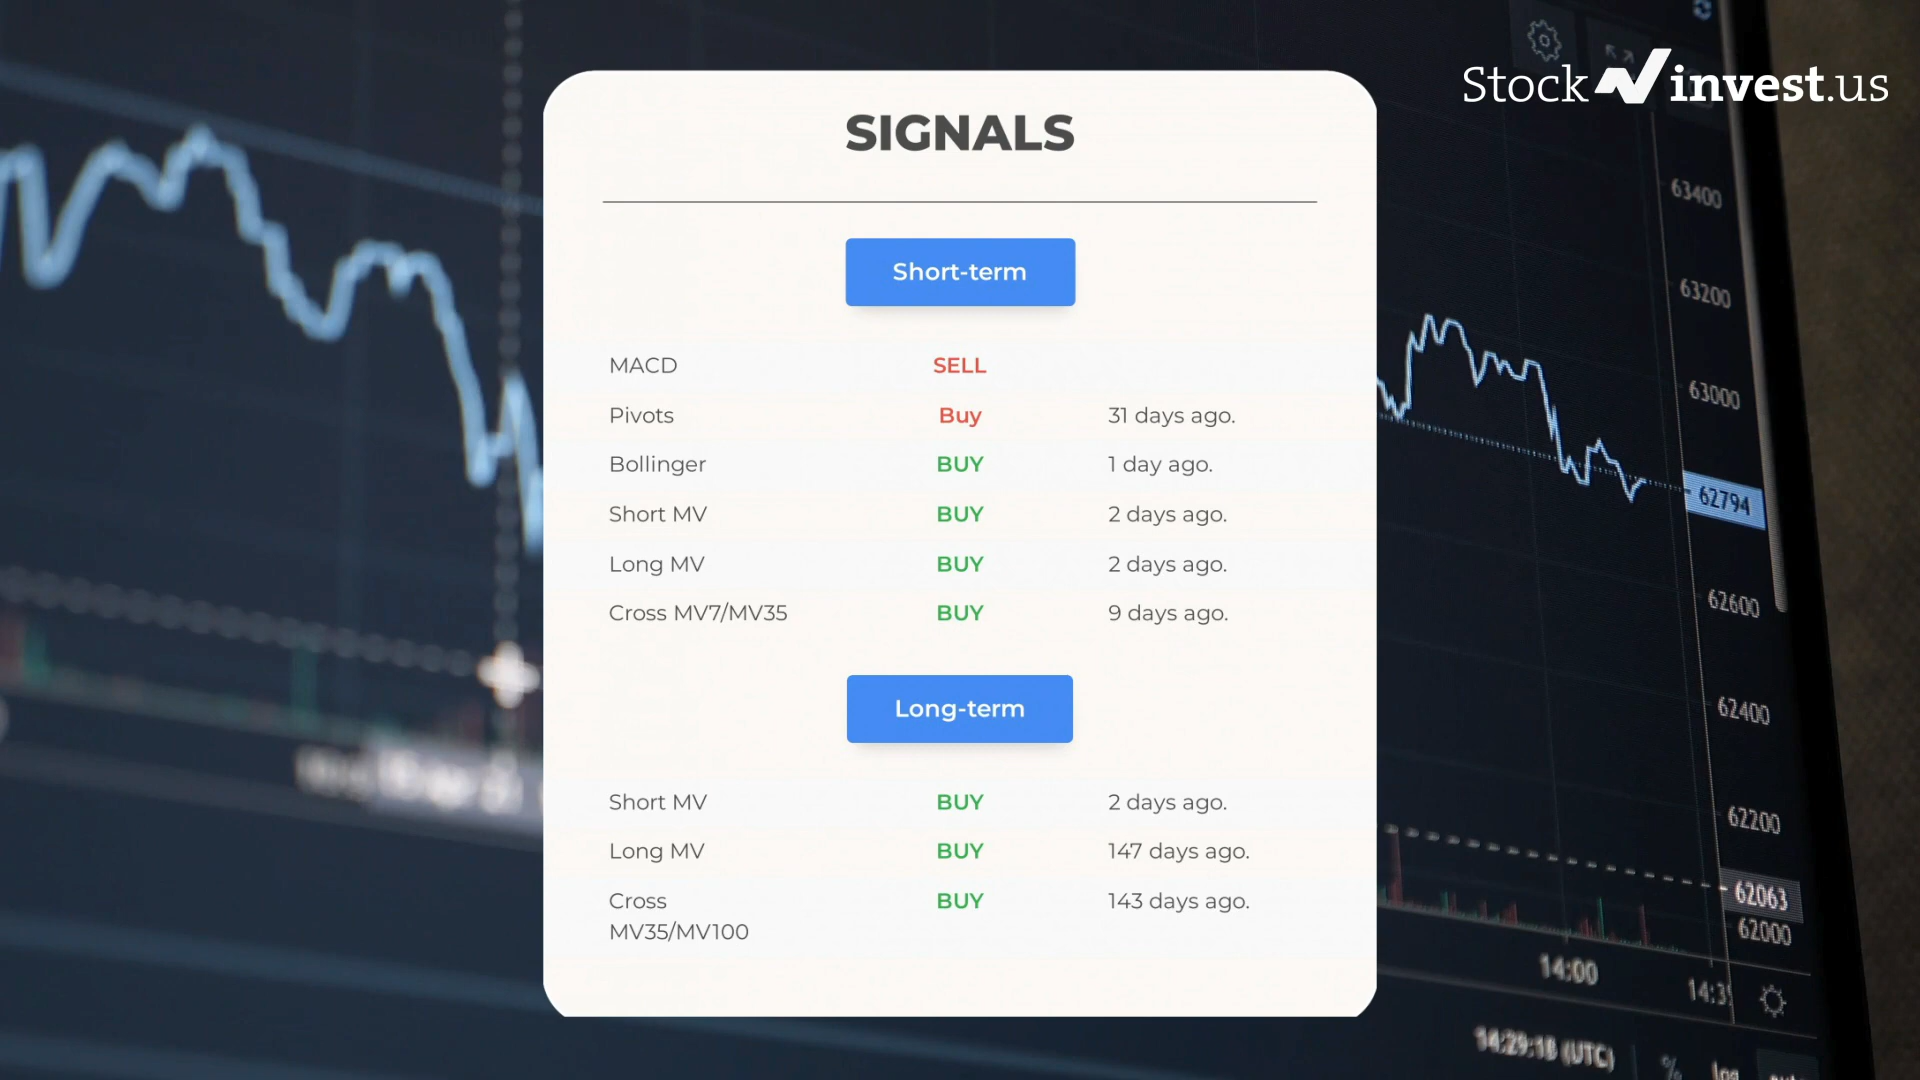 Stock invest.us
SIGNALS
Short-term
MACD SELL
Pivots Buy 31 days ago.
Bollinger BUY 1 day ago.
Short MV BUY 2 days ago.
Long MV BUY 2 days ago.
Cross MV7/MV35 BUY 9 days ago.
Long-term
Short MV BUY 2 days ago.
Long MV BUY 147 days ago.
Cross BUY 143 days ago.
MV35/MV100
63400
63200
63000
62794
62600
62400
62200
62063
62000
14:00
14:29:18 (UTC)
%
log